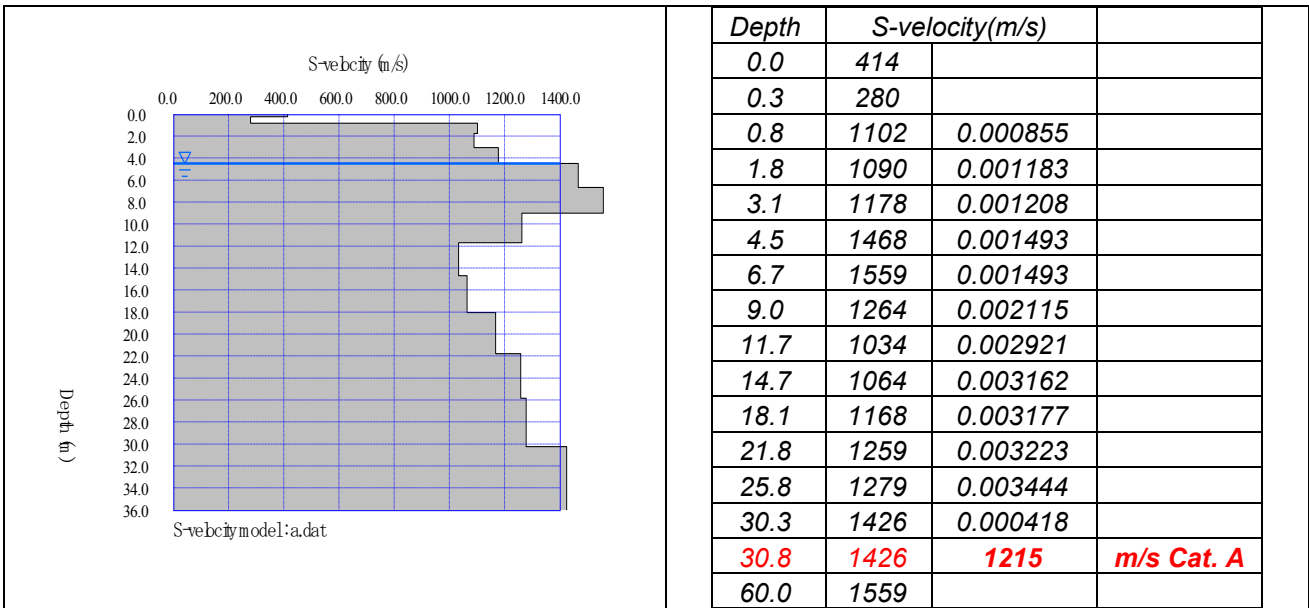 S-velocity (m/s)
0.0 200.0 400.0 600.0 800.0 1000.0 1200.0 1400.0
0.0
2.0
4.0
6.0
8.0
10.0
12.0
14.0
16.0
18.0
20.0
22.0
24.0
26.0
28.0
30.0
32.0
34.0
36.0
Depth (m)
S-velocity model : a.dat
Depth S-velocity(m/s)
0.0 414
0.3 280
0.8 1102 0.000855
1.8 1090 0.001183
3.1 1178 0.001208
4.5 1468 0.001493
6.7 1559 0.001493
9.0 1264 0.002115
11.7 1034 0.002921
14.7 1064 0.003162
18.1 1168 0.003177
21.8 1259 0.003223
25.8 1279 0.003444
30.3 1426 0.000418
30.8 1426 1215 m/s Cat. A
60.0 1559